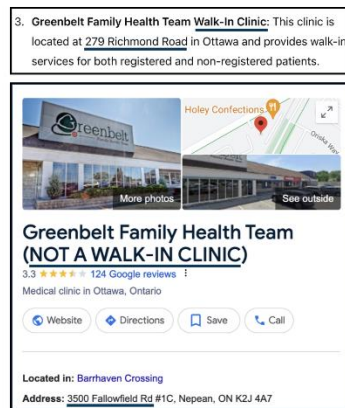 3. Greenbelt Family Health Team Walk-In Clinic: This clinic is
located at 279 Richmond Road in Ottawa and provides walk-in
services for both registered and non-registered patients.
Greenbelt
Holey Confections
Oriska Way
More photos
See outside
Greenbelt Family Health Team
(NOT A WALK-IN CLINIC)
3.3 124 Google reviews
Medical clinic in Ottawa, Ontario
Website Directions Save Call
Located in: Barrhaven Crossing
Address: 3500 Fallowfield Rd #1C, Nepean, ON K2J 4A7